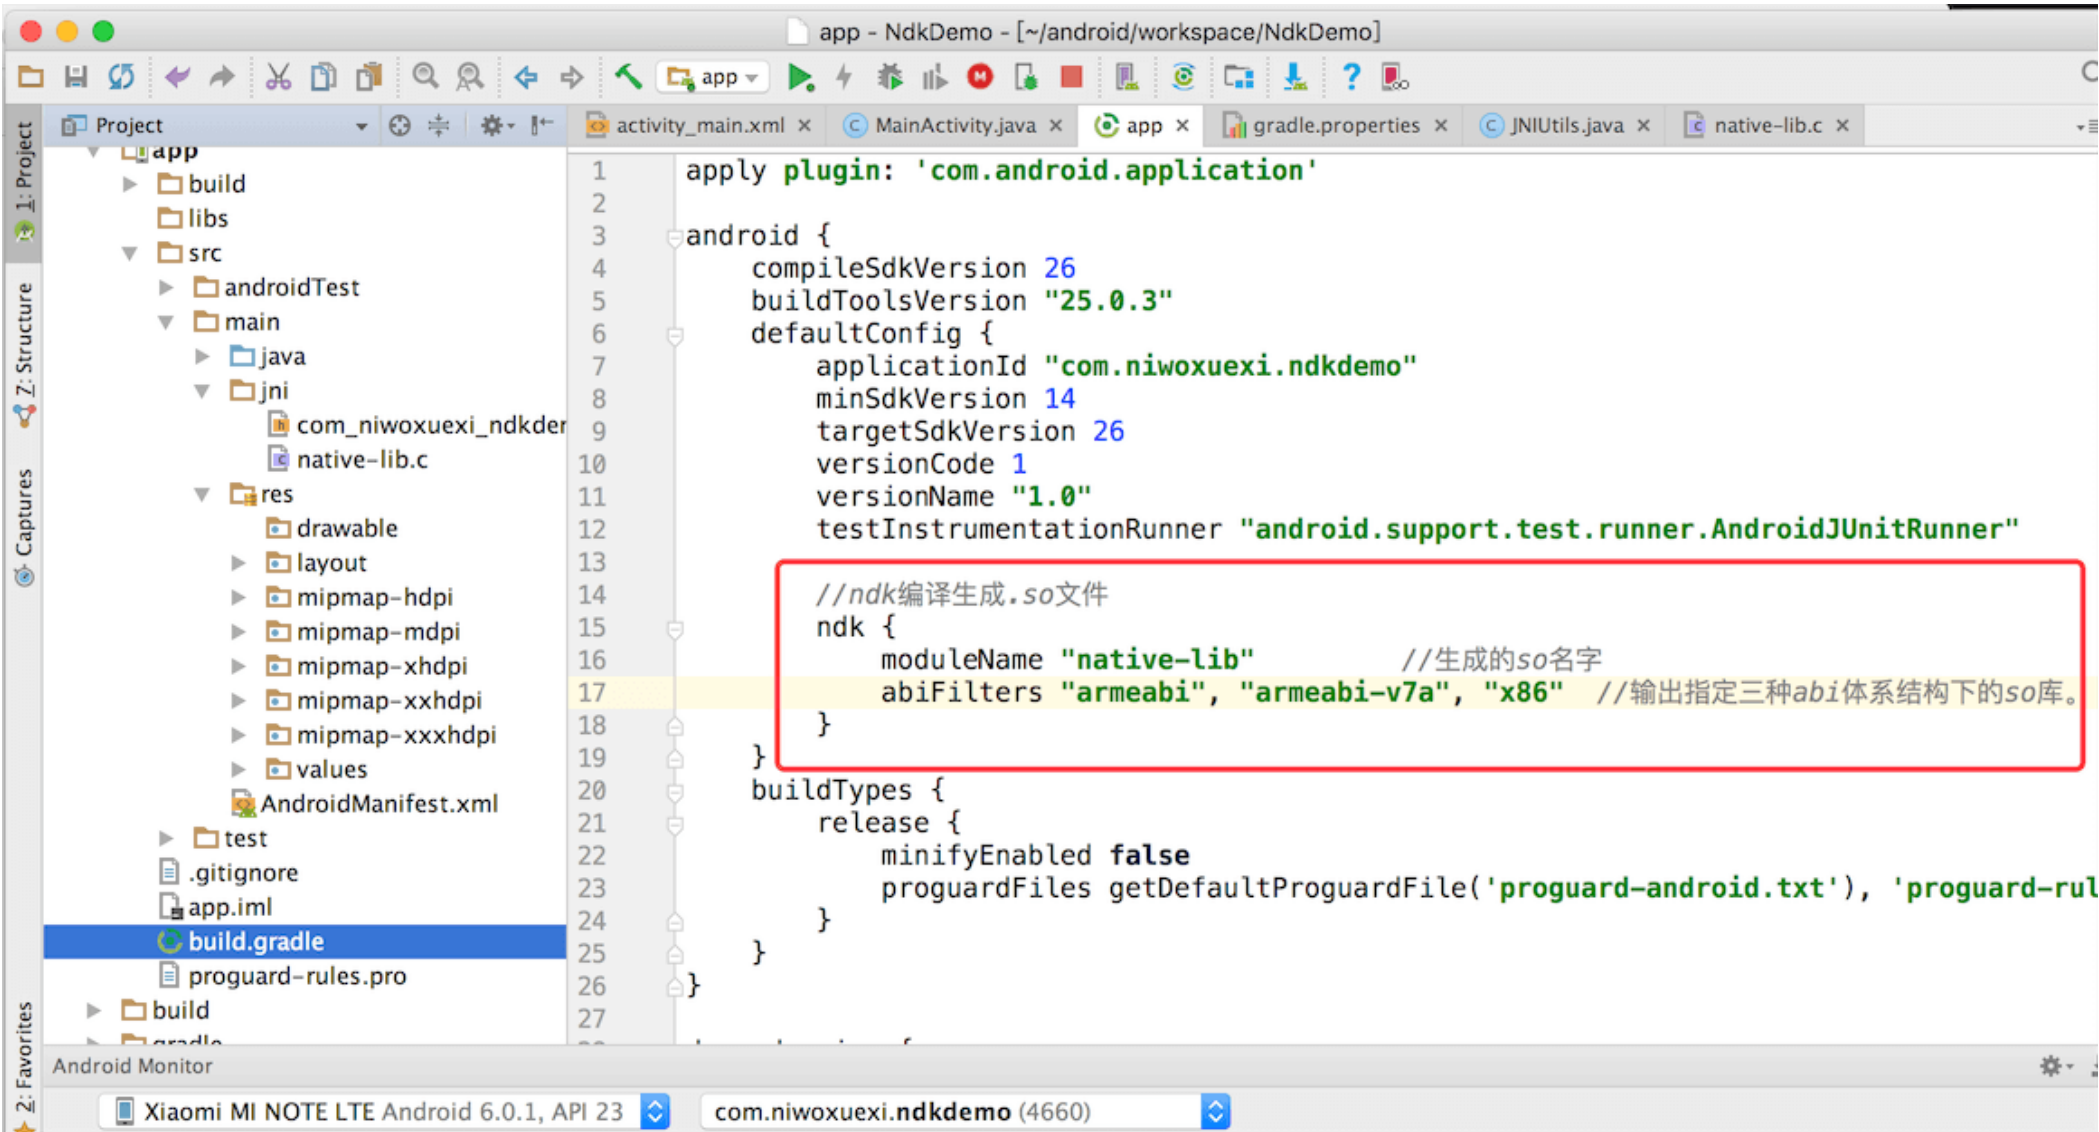 app - NdkDemo - [~/android/workspace/NdkDemo]
app
1: Project
Z: Structure
Captures
2: Favorites
Project
activity_main.xml
MainActivity.java
app
gradle.properties
JNIUtils.java
native-lib.c
app
build
libs
src
androidTest
main
java
jni
com_niwoxuexi_ndkder
native-lib.c
res
drawable
layout
mipmap-hdpi
mipmap-mdpi
mipmap-xhdpi
mipmap-xxhdpi
mipmap-xxxhdpi
values
AndroidManifest.xml
test
.gitignore
app.iml
build.gradle
proguard-rules.pro
build
gradle
1 apply plugin: 'com.android.application'
2
3 android {
4 compileSdkVersion 26
5 buildToolsVersion "25.0.3"
6 defaultConfig {
7 applicationId "com.niwoxuexi.ndkdemo"
8 minSdkVersion 14
9 targetSdkVersion 26
10 versionCode 1
11 versionName "1.0"
12 testInstrumentationRunner "android.support.test.runner.AndroidJUnitRunner"
13
14 //ndk编译生成.so文件
15 ndk {
16 moduleName "native-lib" //生成的so名字
17 abiFilters "armeabi", "armeabi-v7a", "x86" //输出指定三种abi体系结构下的so库。
18 }
19 }
20 buildTypes {
21 release {
22 minifyEnabled false
23 proguardFiles getDefaultProguardFile('proguard-android.txt'), 'proguard-rul
24 }
25 }
26 }
27
Android Monitor
Xiaomi MI NOTE LTE Android 6.0.1, API 23
com.niwoxuexi.ndkdemo (4660)